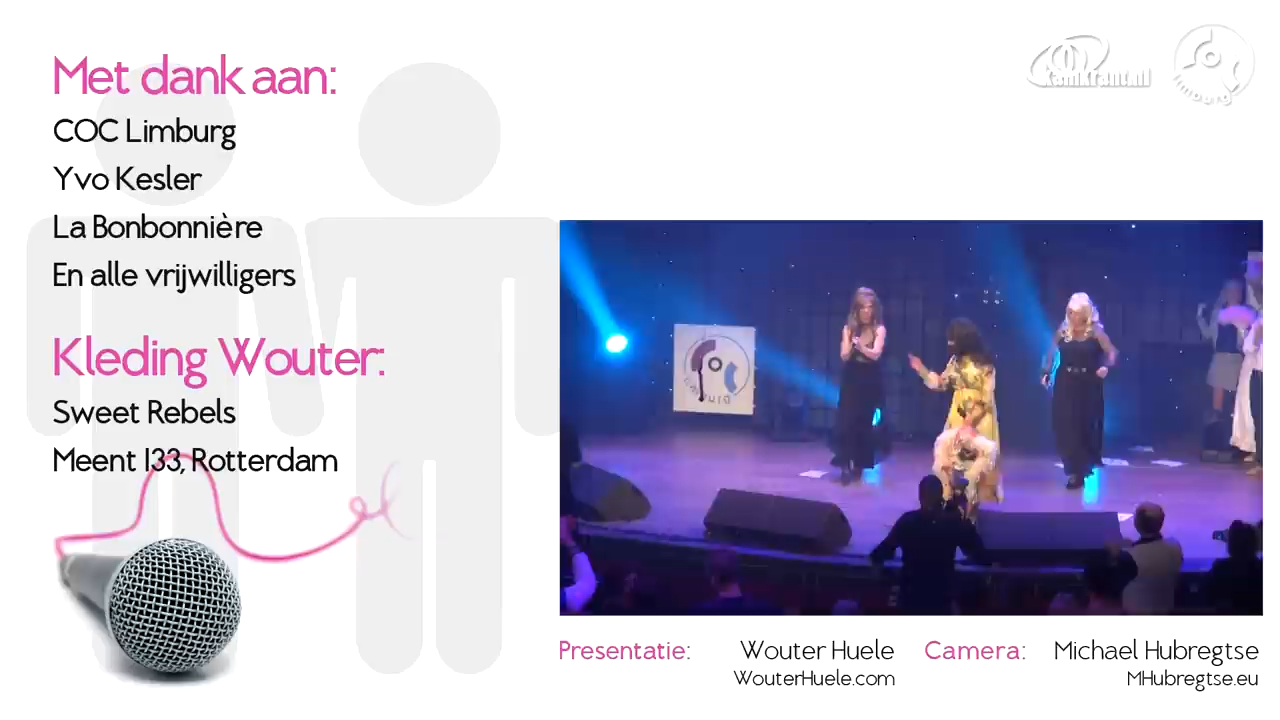 Met dank aan:
COC Limburg
Yvo Kesler
La Bonbonnière
En alle vrijwilligers
Kleding Wouter:
Sweet Rebels
Meent 133, Rotterdam
Presentatie: Wouter Huele
WouterHuele.com
Camera: Michael Hubregtse
MHubregtse.eu
limburg